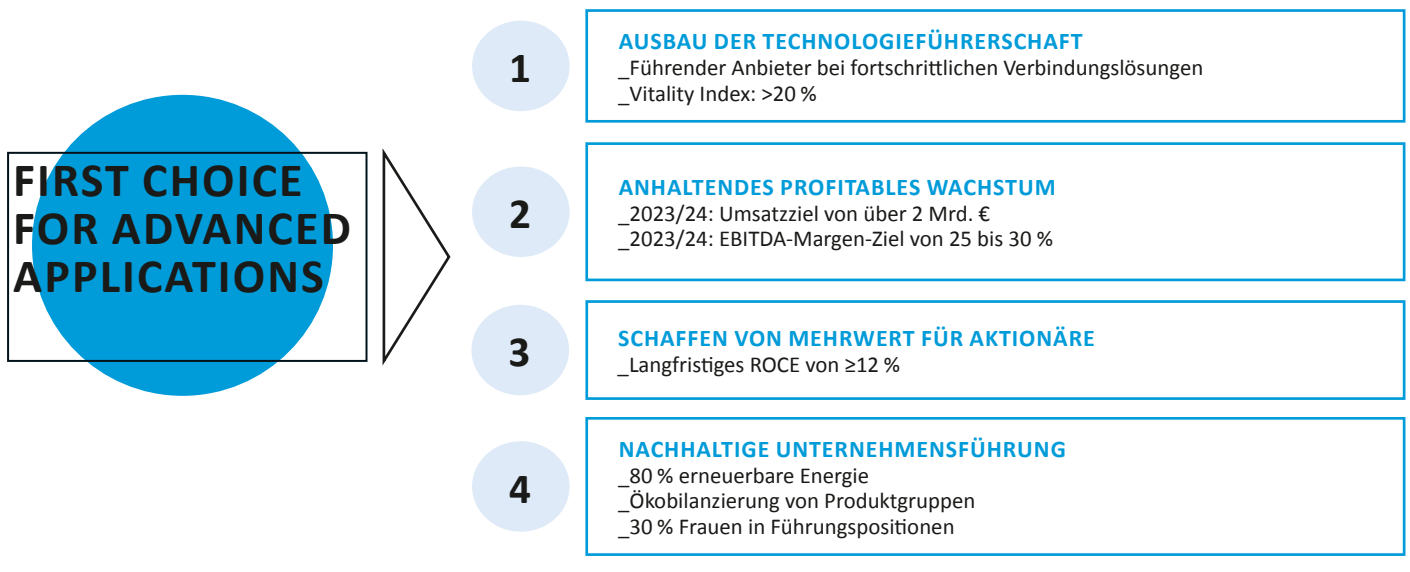 FIRST CHOICE
FOR ADVANCED
APPLICATIONS
1
AUSBAU DER TECHNOLOGIEFÜHRERSCHAFT
_Führender Anbieter bei fortschrittlichen Verbindungslösungen
_Vitality Index: >20 %
2
ANHALTENDES PROFITABLES WACHSTUM
_2023/24: Umsatzziel von über 2 Mrd. €
_2023/24: EBITDA-Margen-Ziel von 25 bis 30 %
3
SCHAFFEN VON MEHRWERT FÜR AKTIONÄRE
_Langfristiges ROCE von ≥12 %
4
NACHHALTIGE UNTERNEHMENSFÜHRUNG
_80 % erneuerbare Energie
_Ökobilanzierung von Produktgruppen
_30 % Frauen in Führungspositionen